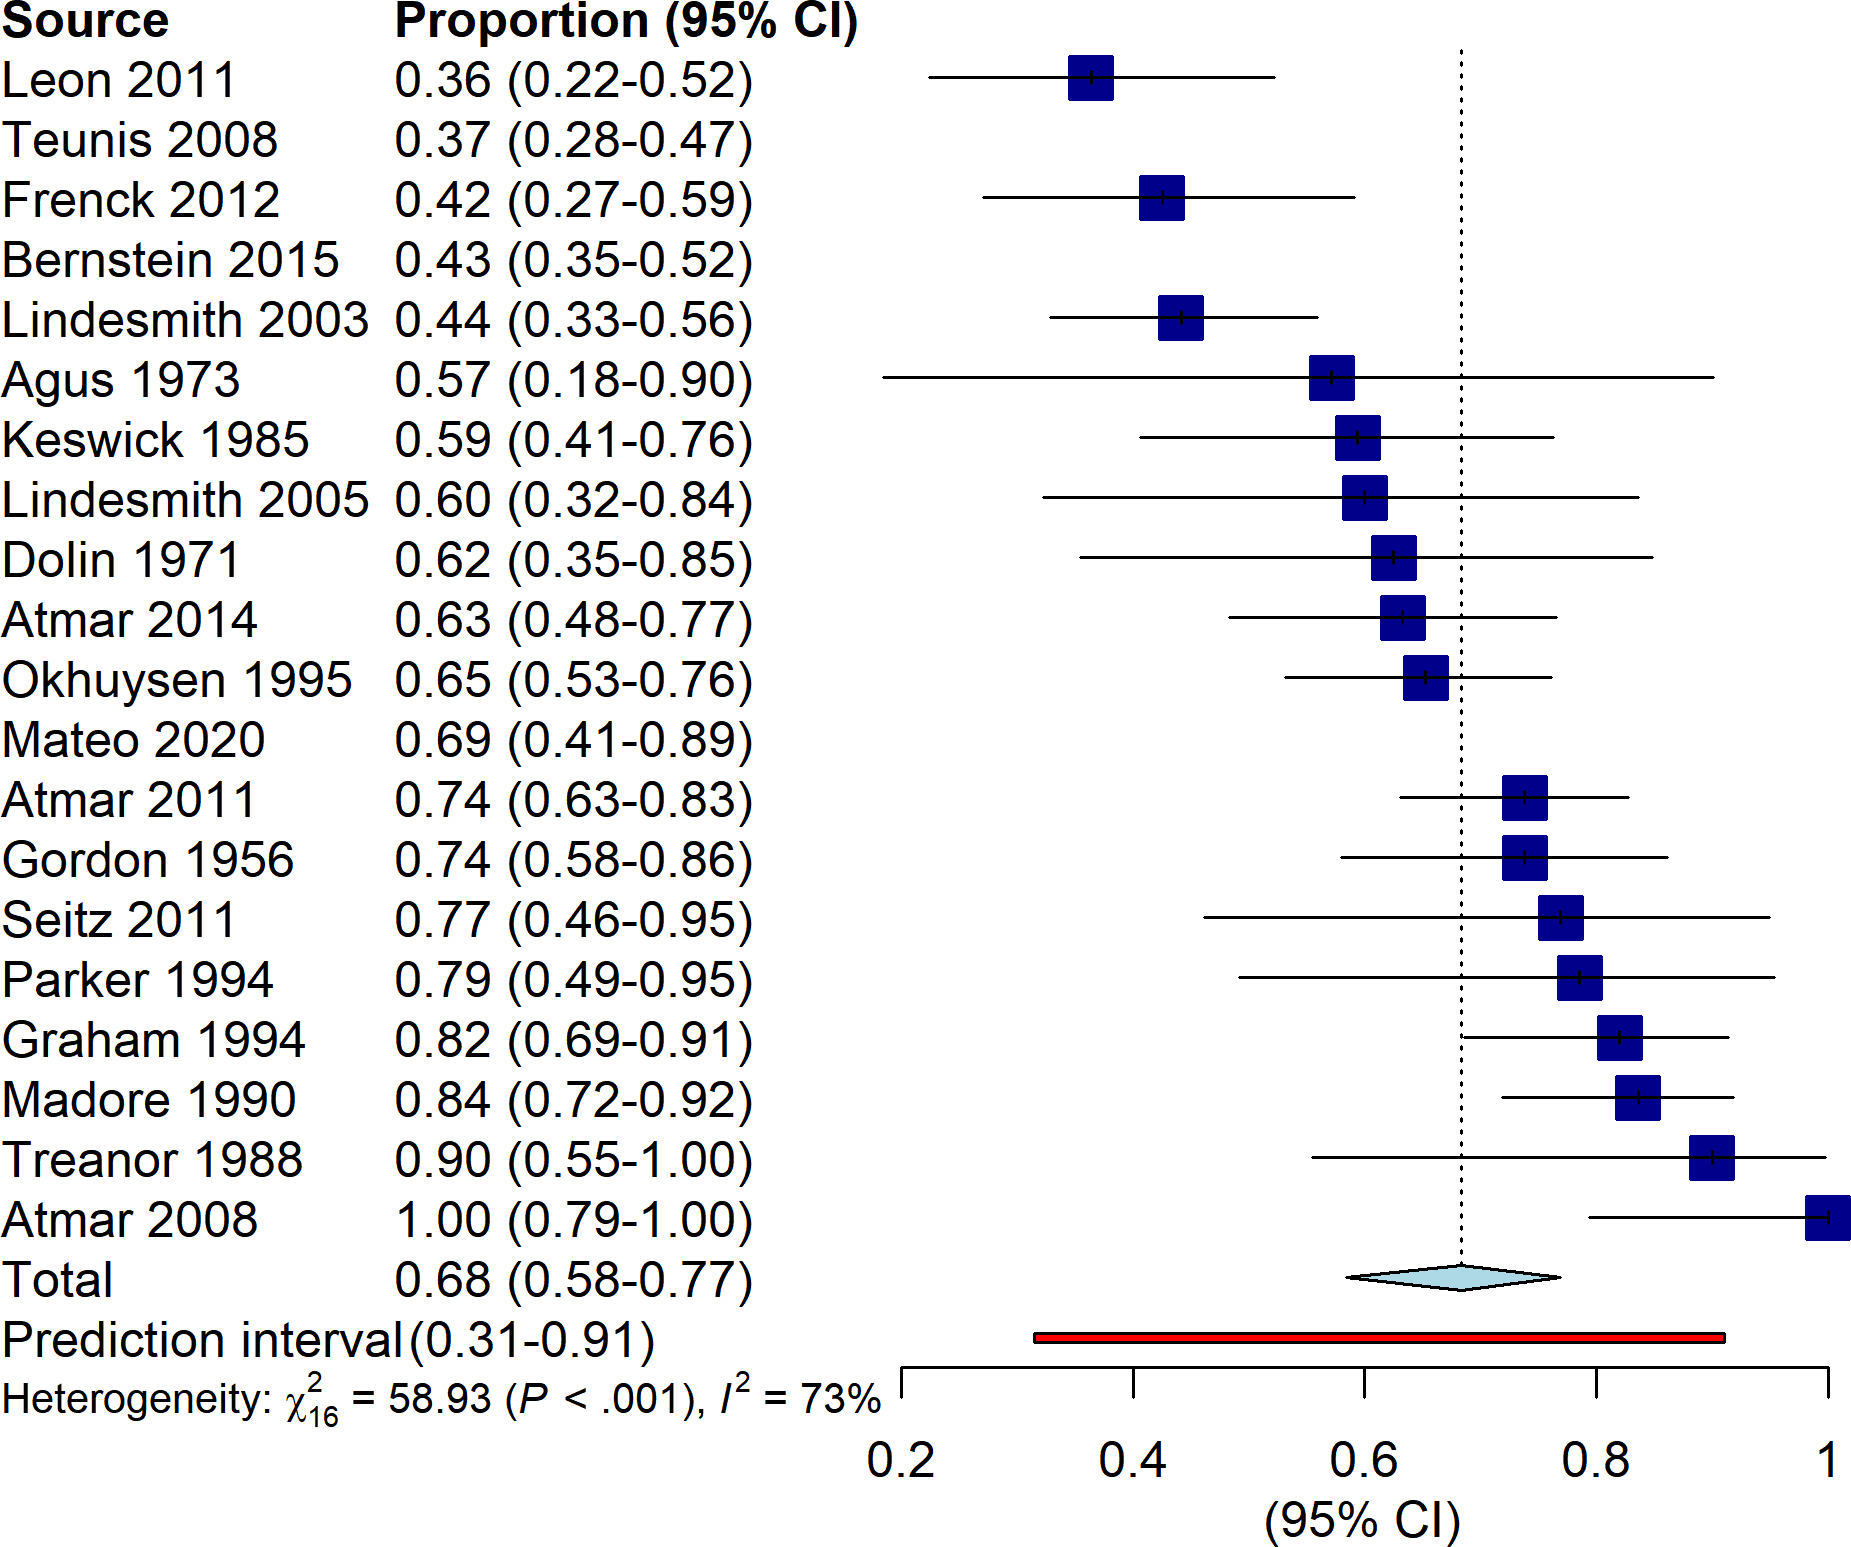 Source Proportion (95% CI)
Leon 2011 0.36 (0.22-0.52)
Teunis 2008 0.37 (0.28-0.47)
Frenck 2012 0.42 (0.27-0.59)
Bernstein 2015 0.43 (0.35-0.52)
Lindesmith 2003 0.44 (0.33-0.56)
Agus 1973 0.57 (0.18-0.90)
Keswick 1985 0.59 (0.41-0.76)
Lindesmith 2005 0.60 (0.32-0.84)
Dolin 1971 0.62 (0.35-0.85)
Atmar 2014 0.63 (0.48-0.77)
Okhuysen 1995 0.65 (0.53-0.76)
Mateo 2020 0.69 (0.41-0.89)
Atmar 2011 0.74 (0.63-0.83)
Gordon 1956 0.74 (0.58-0.86)
Seitz 2011 0.77 (0.46-0.95)
Parker 1994 0.79 (0.49-0.95)
Graham 1994 0.82 (0.69-0.91)
Madore 1990 0.84 (0.72-0.92)
Treanor 1988 0.90 (0.55-1.00)
Atmar 2008 1.00 (0.79-1.00)
Total 0.68 (0.58-0.77)
Prediction interval (0.31-0.91)
Heterogeneity: χ²₁₆ = 58.93 (P < .001), I² = 73%
0.2 0.4 0.6 0.8 1
(95% CI)